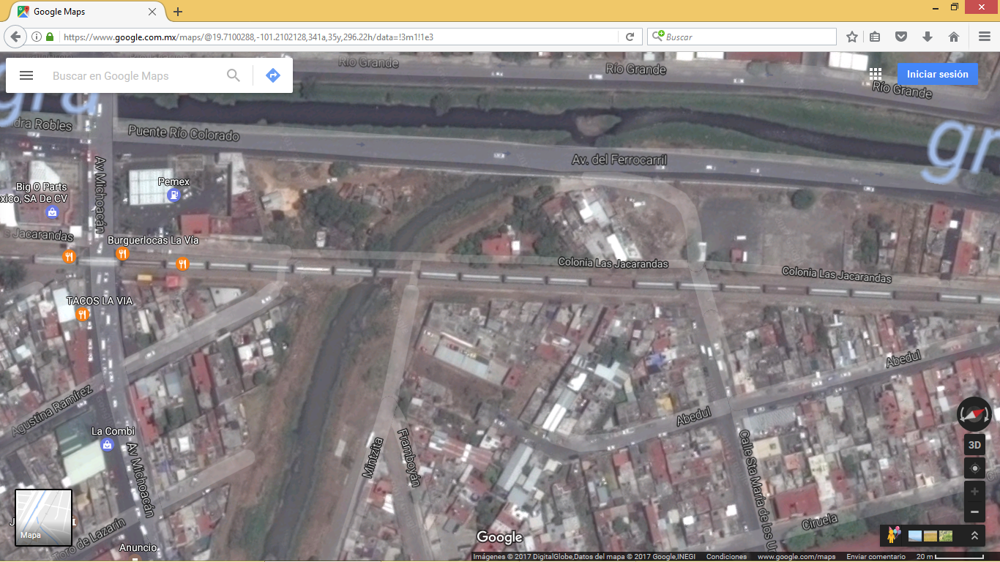 Google Maps
https://www.google.com.mx/maps/@19.7100288,-101.2102128,341a,35y,296.22h/data=!3m1!1e3
Buscar
Buscar en Google Maps
Iniciar sesión
Río Grande
Río Grande
Río Grande
gra
gr
dra Robles
Puente Río Colorado
Av. del Ferrocarril
Av Michoacán
Pemex
Big O Parts
xico, SA De CV
s Jacarandas
Burguerlocas La Vía
Colonia Las Jacarandas
Colonia Las Jacarandas
TACOS LA VIA
Abedul
Agustina Ramírez
Abedul
La Combi
Av Michoacán
Mintzita
Framboyán
Calle Sta María de los Ur
3D
Mapa
Toro de Lazarín
Ciruela
Anuncio
Google
Imágenes © 2017 DigitalGlobe,Datos del mapa © 2017 Google,INEGI Condiciones www.google.com/maps Enviar comentario 20 m